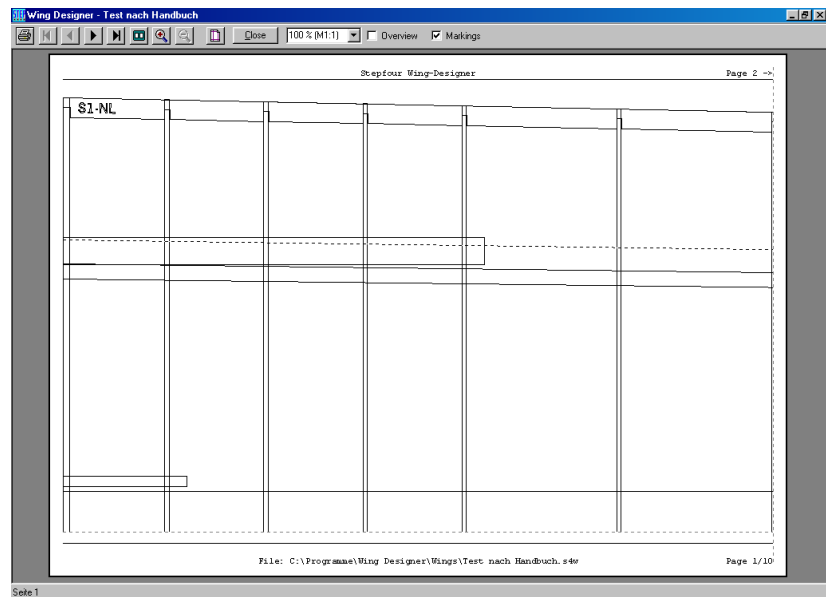 Wing Designer - Test nach Handbuch
Close 100 % (M1:1) Overview Markings
Stepfour Wing-Designer Page 2 ->
S1-NL
File: C:\Programme\Wing Designer\Wings\Test nach Handbuch.s4w Page 1/10
Seite 1